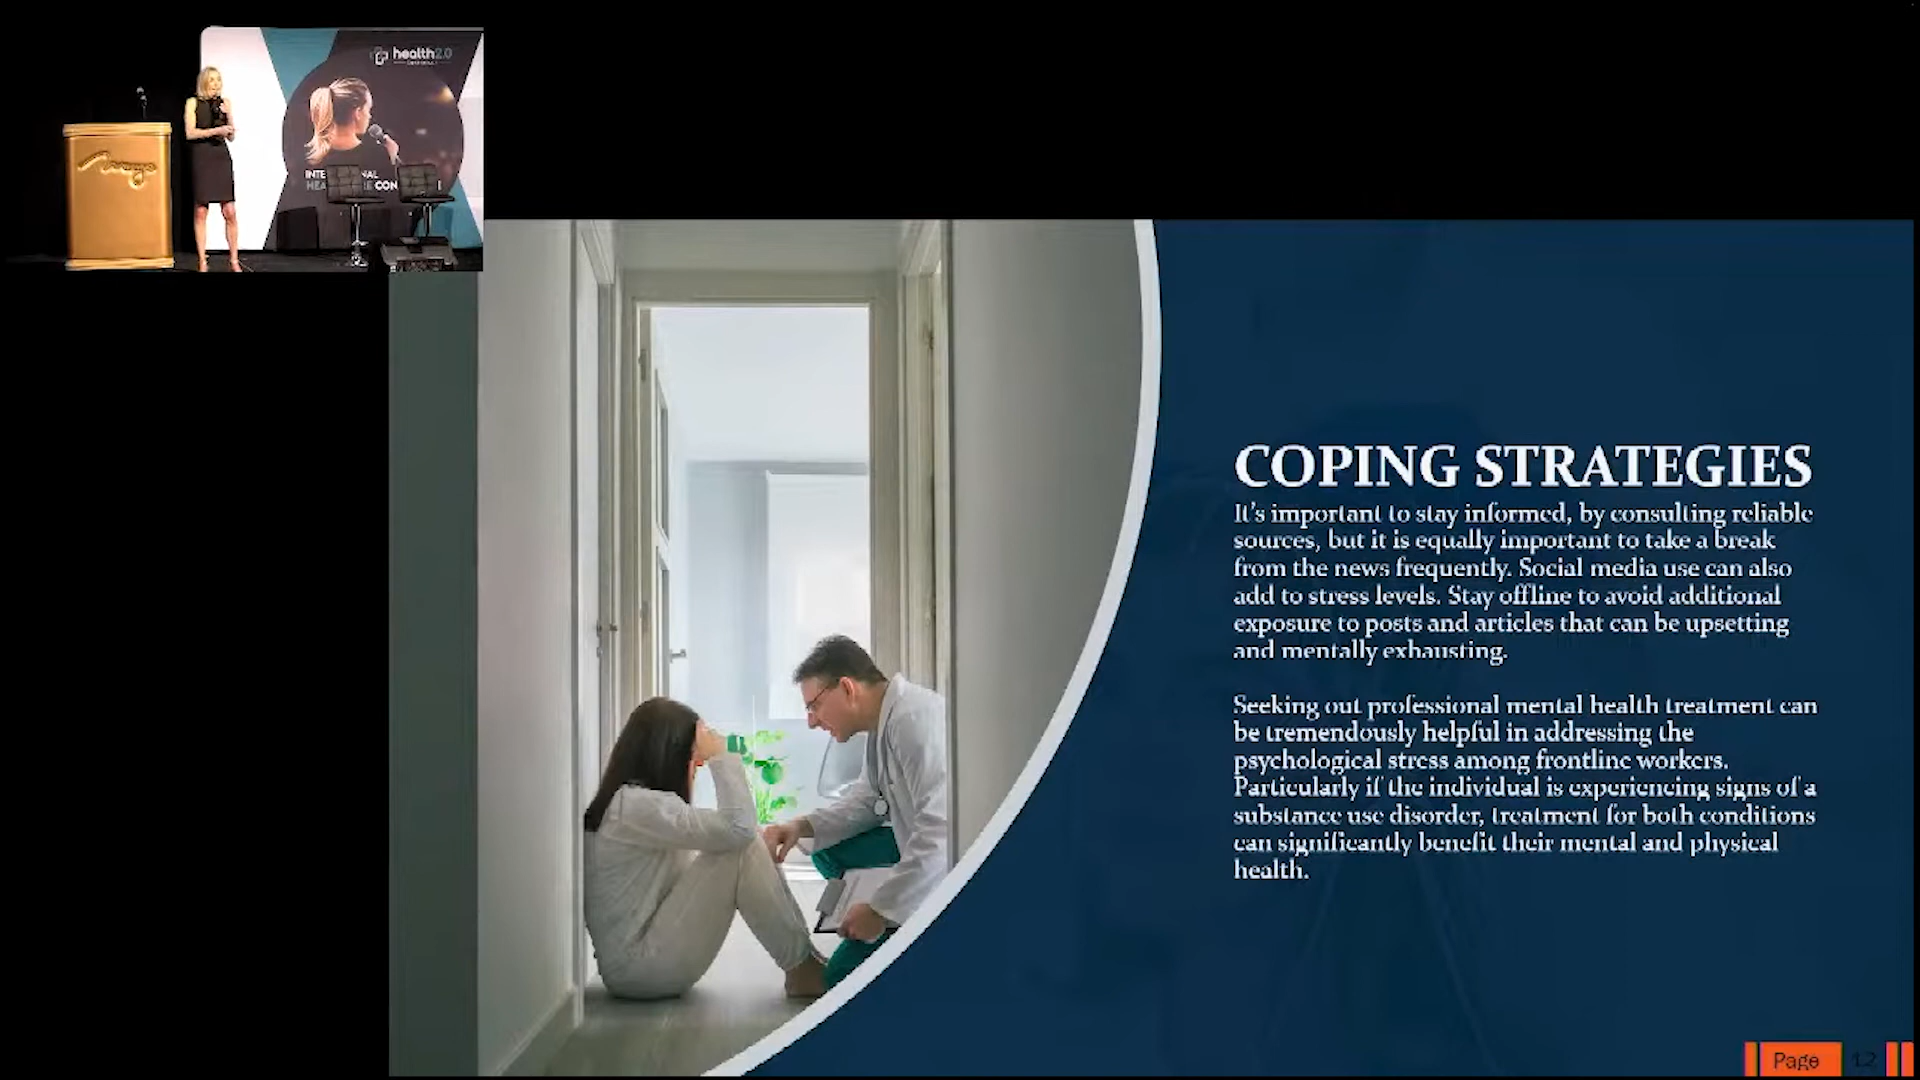 health2.0
INTE NAL
HEA E CON
COPING STRATEGIES
It's important to stay informed, by consulting reliable
sources, but it is equally important to take a break
from the news frequently. Social media use can also
add to stress levels. Stay offline to avoid additional
exposure to posts and articles that can be upsetting
and mentally exhausting.
Seeking out professional mental health treatment can
be tremendously helpful in addressing the
psychological stress among frontline workers.
Particularly if the individual is experiencing signs of a
substance use disorder, treatment for both conditions
can significantly benefit their mental and physical
health.
Page 12